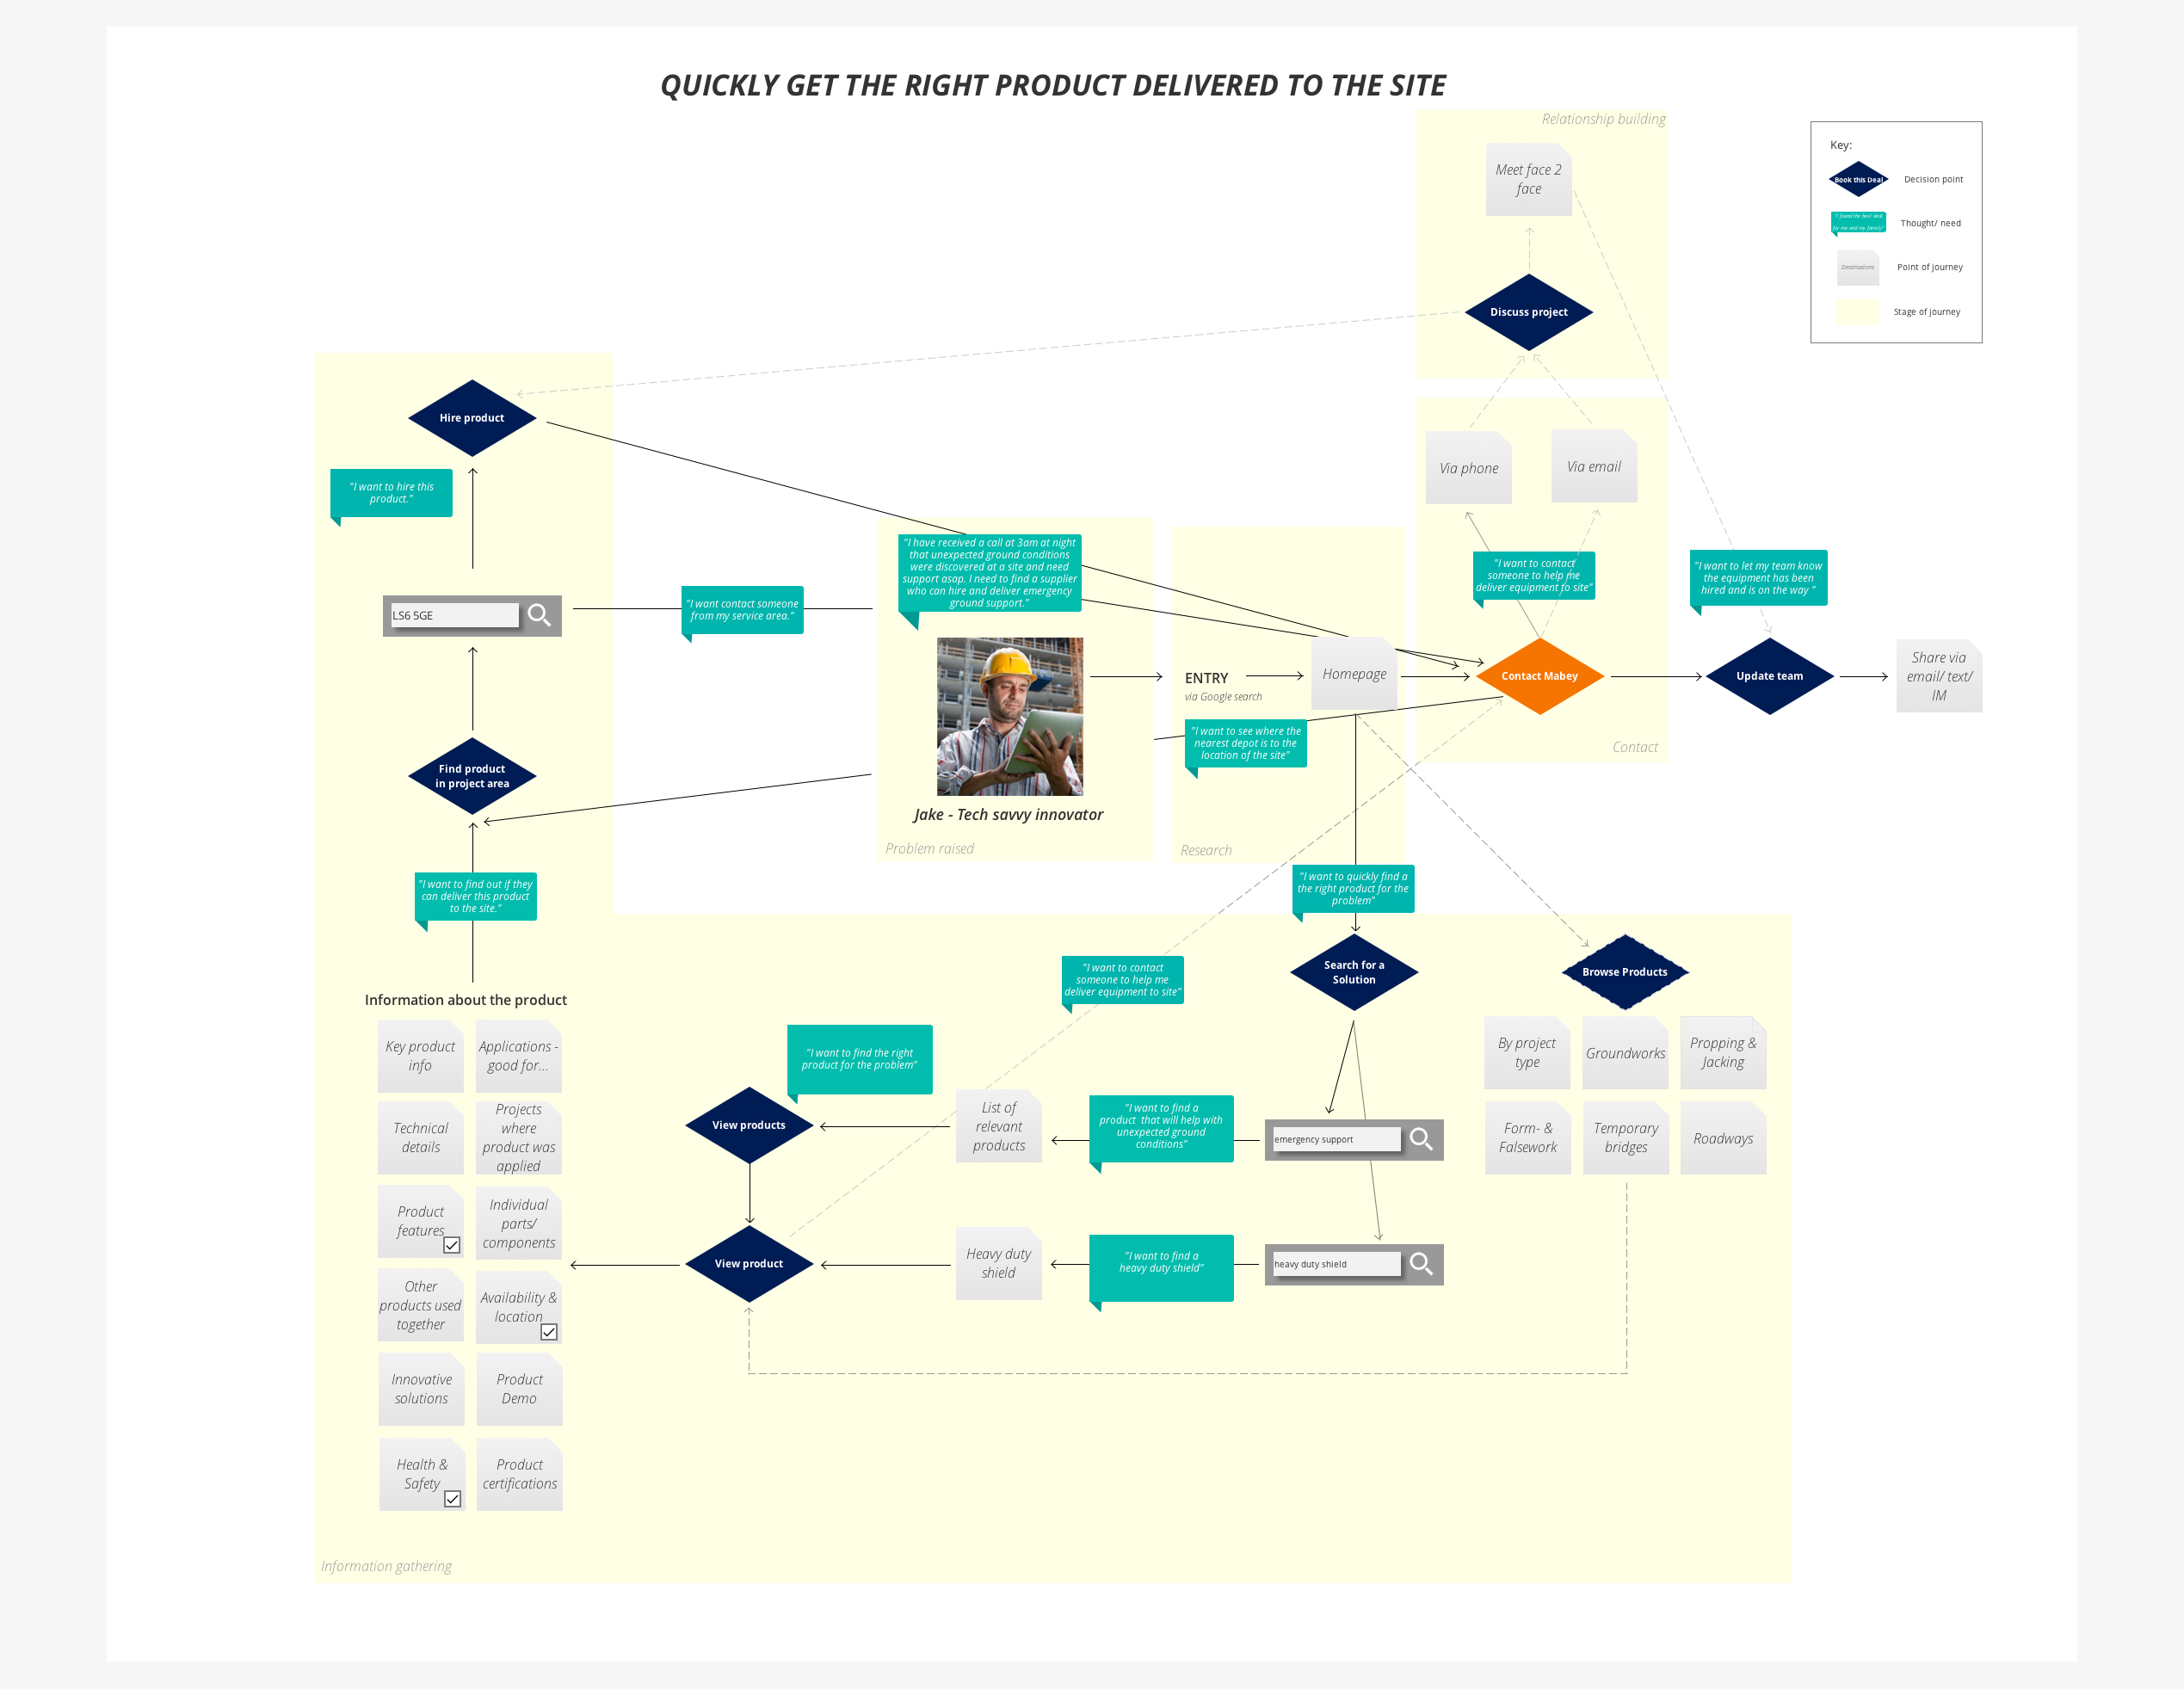 QUICKLY GET THE RIGHT PRODUCT DELIVERED TO THE SITE
Relationship building
Meet face 2
face
Discuss project
Key:
Book this Deal
Decision point
"I found the best deal
for me and my family"
Thought/ need
Destinations
Point of journey
Stage of journey
Hire product
"I want to hire this
product."
LS6 5GE
"I want contact someone
from my service area."
Find product
in project area
"I want to find out if they
can deliver this product
to the site."
"I have received a call at 3am at night
that unexpected ground conditions
were discovered at a site and need
support asap. I need to find a supplier
who can hire and deliver emergency
ground support."
Jake - Tech savvy innovator
Problem raised
ENTRY
via Google search
Homepage
"I want to see where the
nearest depot is to the
location of the site"
Research
Via phone
Via email
"I want to contact
someone to help me
deliver equipment to site"
Contact Mabey
Contact
"I want to let my team know
the equipment has been
hired and is on the way "
Update team
Share via
email/ text/
IM
"I want to quickly find a
the right product for the
problem"
Search for a
Solution
Browse Products
By project
type
Groundworks
Propping &
Jacking
Form- &
Falsework
Temporary
bridges
Roadways
"I want to contact
someone to help me
deliver equipment to site"
"I want to find the right
product for the problem"
View products
List of
relevant
products
"I want to find a
product that will help with
unexpected ground
conditions"
emergency support
View product
Heavy duty
shield
"I want to find a
heavy duty shield"
heavy duty shield
Information about the product
Key product
info
Applications -
good for...
Technical
details
Projects
where
product was
applied
Product
features
Individual
parts/
components
Other
products used
together
Availability &
location
Innovative
solutions
Product
Demo
Health &
Safety
Product
certifications
Information gathering